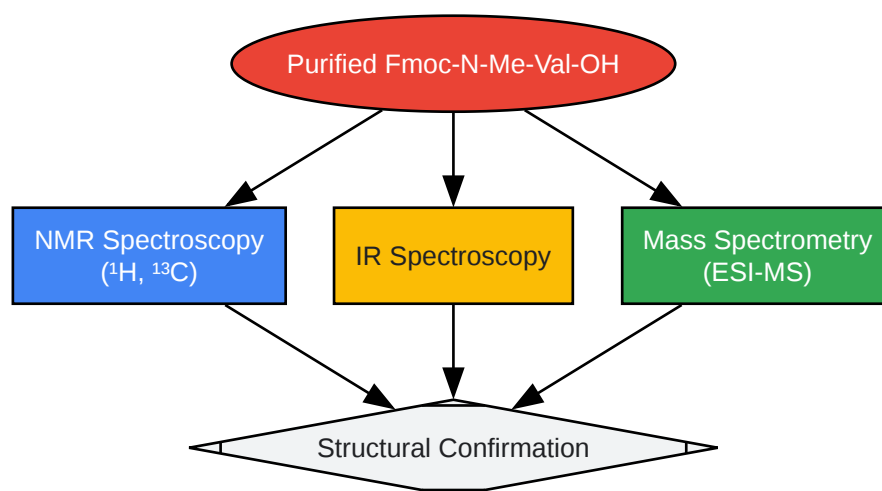 Purified Fmoc-N-Me-Val-OH
NMR Spectroscopy
(¹H, ¹³C)
IR Spectroscopy
Mass Spectrometry
(ESI-MS)
Structural Confirmation